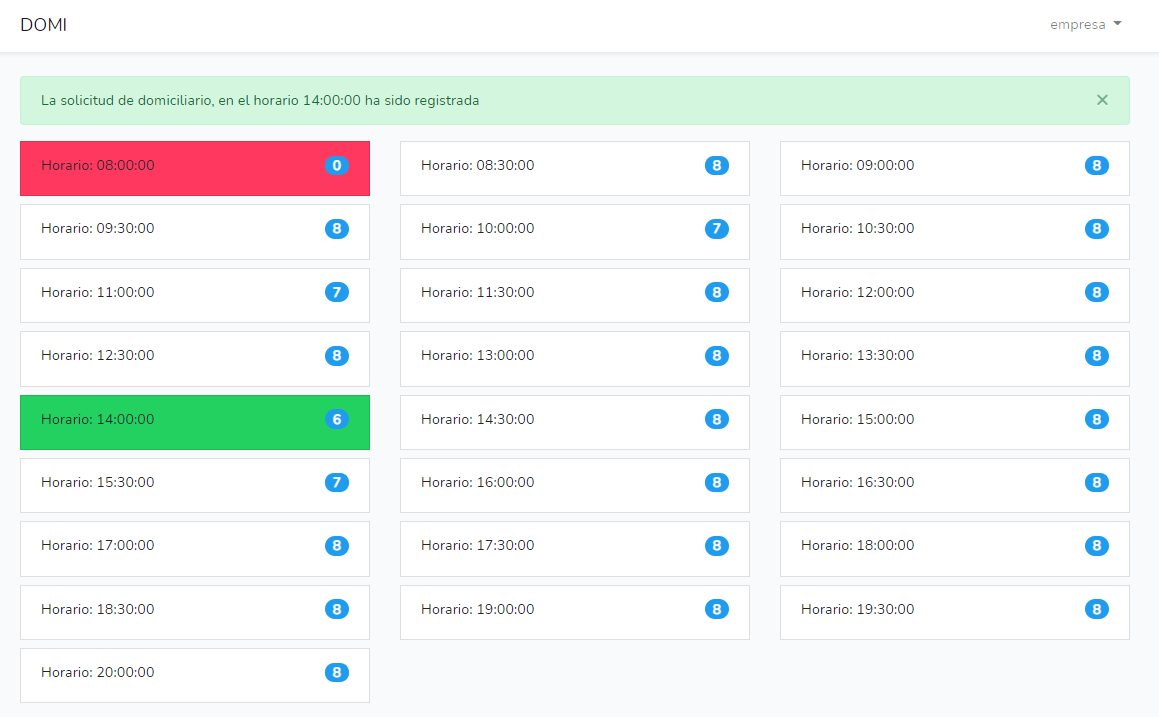 DOMI
empresa
La solicitud de domiciliario, en el horario 14:00:00 ha sido registrada ×
Horario: 08:00:00 0
Horario: 08:30:00 8
Horario: 09:00:00 8
Horario: 09:30:00 8
Horario: 10:00:00 7
Horario: 10:30:00 8
Horario: 11:00:00 7
Horario: 11:30:00 8
Horario: 12:00:00 8
Horario: 12:30:00 8
Horario: 13:00:00 8
Horario: 13:30:00 8
Horario: 14:00:00 6
Horario: 14:30:00 8
Horario: 15:00:00 8
Horario: 15:30:00 7
Horario: 16:00:00 8
Horario: 16:30:00 8
Horario: 17:00:00 8
Horario: 17:30:00 8
Horario: 18:00:00 8
Horario: 18:30:00 8
Horario: 19:00:00 8
Horario: 19:30:00 8
Horario: 20:00:00 8